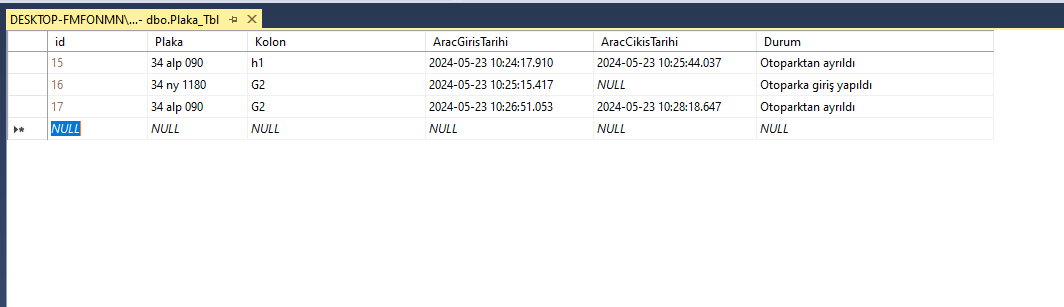 DESKTOP-FMFONMN\...- dbo.Plaka_Tbl
id Plaka Kolon AracGirisTarihi AracCikisTarihi Durum
15 34 alp 090 h1 2024-05-23 10:24:17.910 2024-05-23 10:25:44.037 Otoparktan ayrıldı
16 34 ny 1180 G2 2024-05-23 10:25:15.417 NULL Otoparka giriş yapıldı
17 34 alp 090 G2 2024-05-23 10:26:51.053 2024-05-23 10:28:18.647 Otoparktan ayrıldı
NULL NULL NULL NULL NULL NULL